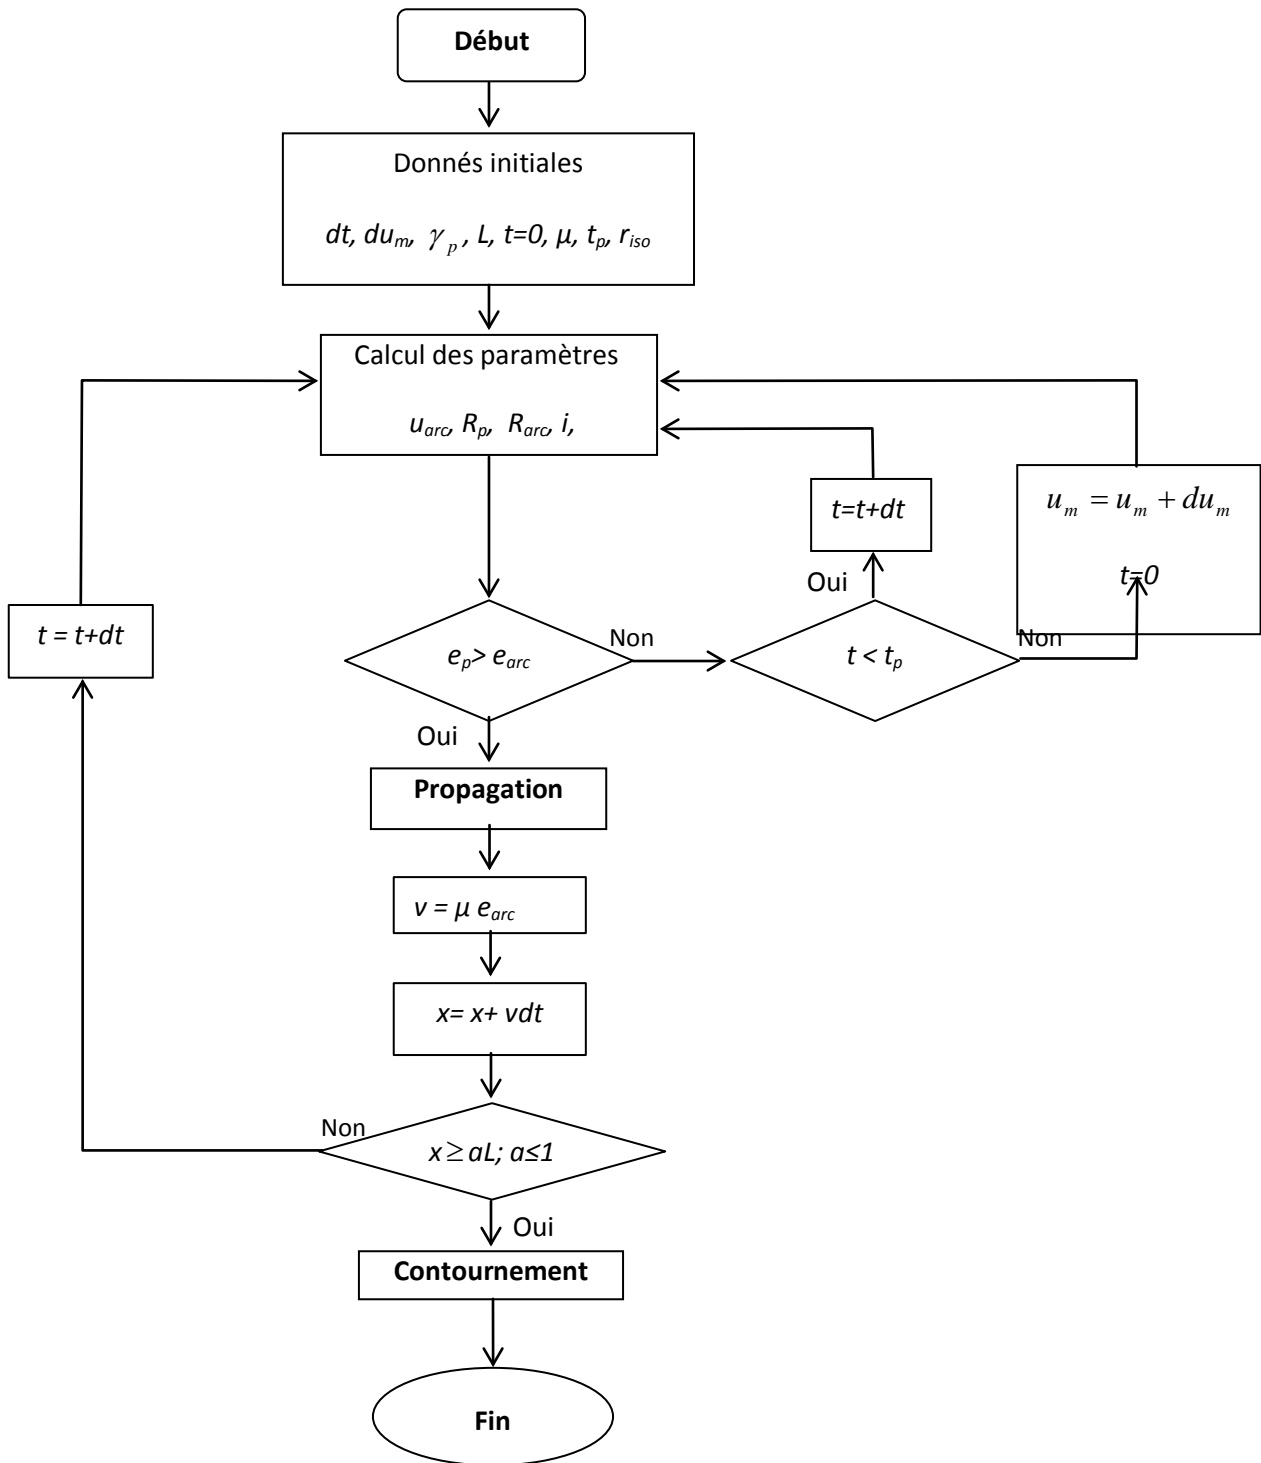 Début
Donnés initiales
dt, du_m, γ_p, L, t=0, μ, t_p, r_iso
Calcul des paramètres
u_arc, R_p, R_arc, i,
t=t+dt
u_m = u_m + du_m
t=0
Oui
Non
t = t+dt
e_p> e_arc
Non
t < t_p
Oui
Propagation
v = μ e_arc
x= x+ vdt
Non
x ≥ aL; a≤1
Oui
Contournement
Fin